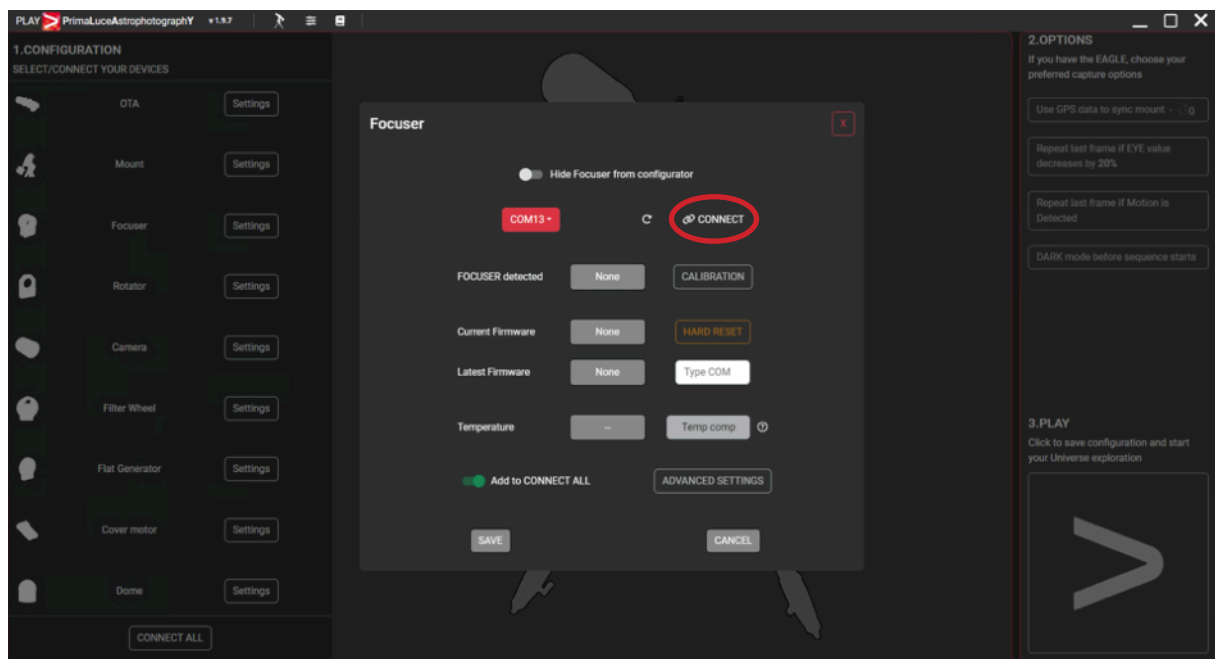 PLAY PrimaLuceAstrophotographY v1.9.7
1.CONFIGURATION
SELECT/CONNECT YOUR DEVICES
OTA Settings
Mount Settings
Focuser Settings
Rotator Settings
Camera Settings
Filter Wheel Settings
Flat Generator Settings
Cover motor Settings
Dome Settings
CONNECT ALL
Focuser X
Hide Focuser from configurator
COM13 CONNECT
FOCUSER detected None CALIBRATION
Current Firmware None HARD RESET
Latest Firmware None Type COM
Temperature -- Temp comp ?
Add to CONNECT ALL ADVANCED SETTINGS
SAVE CANCEL
2.OPTIONS
If you have the EAGLE, choose your
preferred capture options
Use GPS data to sync mount - 0
Repeat last frame if EYE value
decreases by 20%
Repeat last frame if Motion is
Detected
DARK mode before sequence starts
3.PLAY
Click to save configuration and start
your Universe exploration